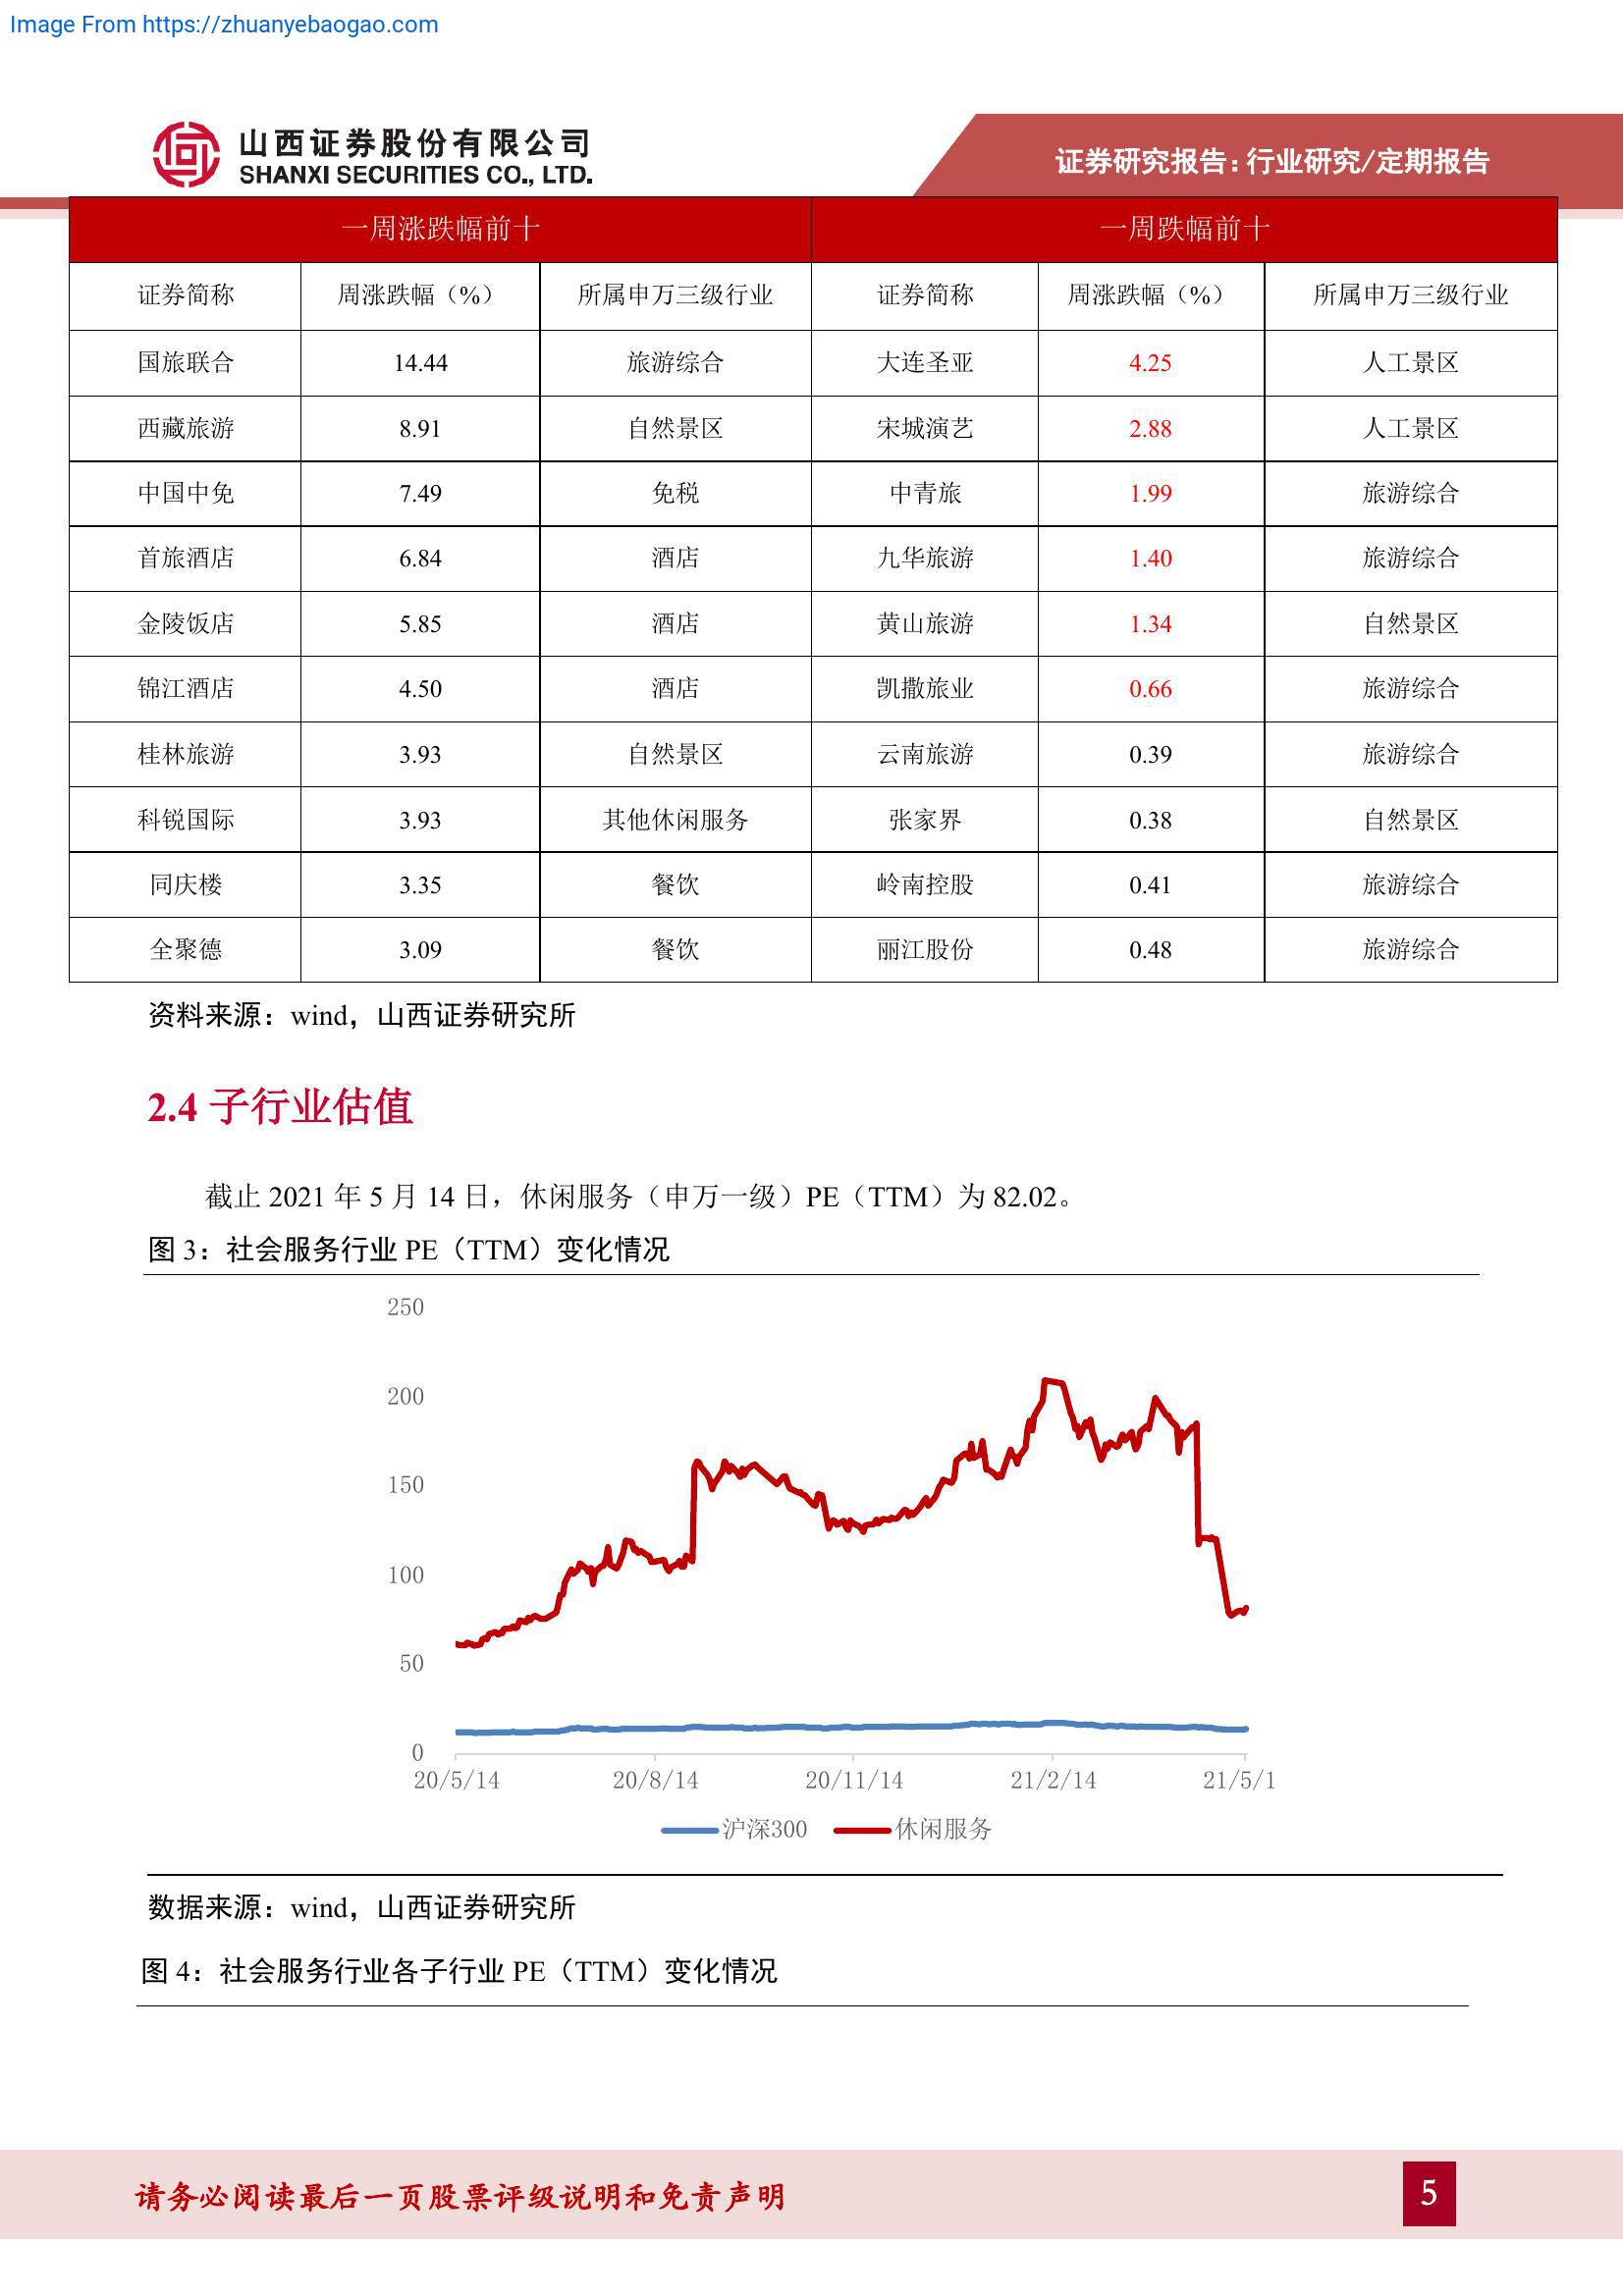 Image From https://zhuanyebaogao.com
山西证券股份有限公司
SHANXI SECURITIES CO., LTD.
证券研究报告：行业研究/定期报告
一周涨跌幅前十 一周跌幅前十
证券简称 周涨跌幅（%） 所属申万三级行业 证券简称 周涨跌幅（%） 所属申万三级行业
国旅联合 14.44 旅游综合 大连圣亚 4.25 人工景区
西藏旅游 8.91 自然景区 宋城演艺 2.88 人工景区
中国中免 7.49 免税 中青旅 1.99 旅游综合
首旅酒店 6.84 酒店 九华旅游 1.40 旅游综合
金陵饭店 5.85 酒店 黄山旅游 1.34 自然景区
锦江酒店 4.50 酒店 凯撒旅业 0.66 旅游综合
桂林旅游 3.93 自然景区 云南旅游 0.39 旅游综合
科锐国际 3.93 其他休闲服务 张家界 0.38 自然景区
同庆楼 3.35 餐饮 岭南控股 0.41 旅游综合
全聚德 3.09 餐饮 丽江股份 0.48 旅游综合
资料来源：wind，山西证券研究所
2.4 子行业估值
截止 2021 年 5 月 14 日，休闲服务（申万一级）PE（TTM）为 82.02。
图 3：社会服务行业 PE（TTM）变化情况
250
200
150
100
50
0
20/5/14 20/8/14 20/11/14 21/2/14 21/5/1
沪深300 休闲服务
数据来源：wind，山西证券研究所
图 4：社会服务行业各子行业 PE（TTM）变化情况
请务必阅读最后一页股票评级说明和免责声明
5